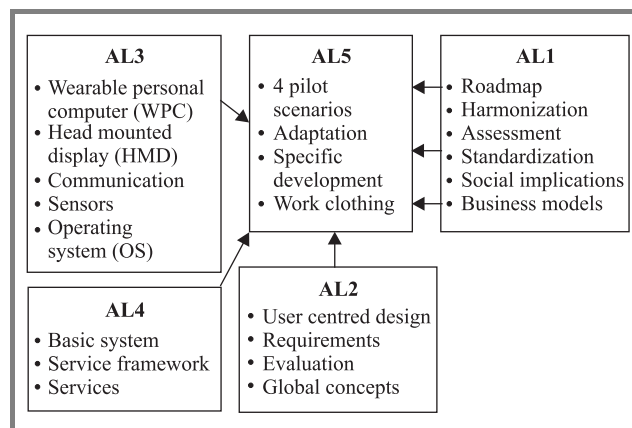 AL3
• Wearable personal
computer (WPC)
• Head mounted
display (HMD)
• Communication
• Sensors
• Operating
system (OS)
AL5
• 4 pilot
scenarios
• Adaptation
• Specific
development
• Work clothing
AL1
• Roadmap
• Harmonization
• Assessment
• Standardization
• Social implications
• Business models
AL4
• Basic system
• Service framework
• Services
AL2
• User centred design
• Requirements
• Evaluation
• Global concepts